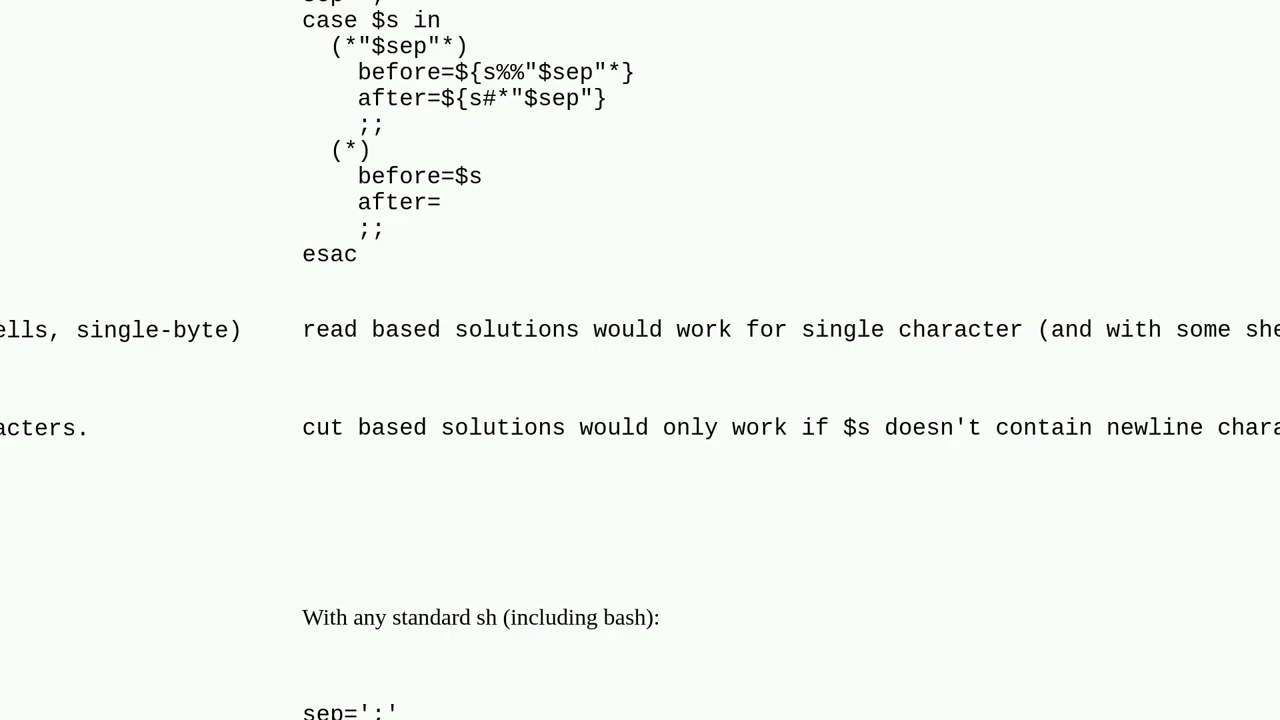 case $s in
  (*"$sep"*)
    before=${s%%"$sep"*}
    after=${s#*"$sep"}
    ;;
  (*)
    before=$s
    after=
    ;;
esac
ells, single-byte)    read based solutions would work for single character (and with some she
acters.    cut based solutions would only work if $s doesn't contain newline chara
With any standard sh (including bash):
sep=';'